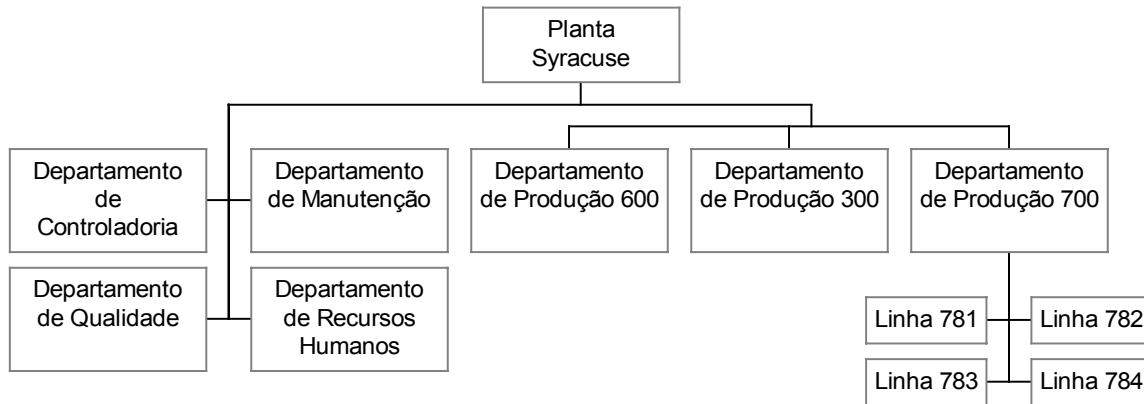 Planta
Syracuse
Departamento
de
Controladoria
Departamento
de Manutenção
Departamento
de Produção 600
Departamento
de Produção 300
Departamento
de Produção 700
Departamento
de Qualidade
Departamento
de Recursos
Humanos
Linha 781
Linha 782
Linha 783
Linha 784